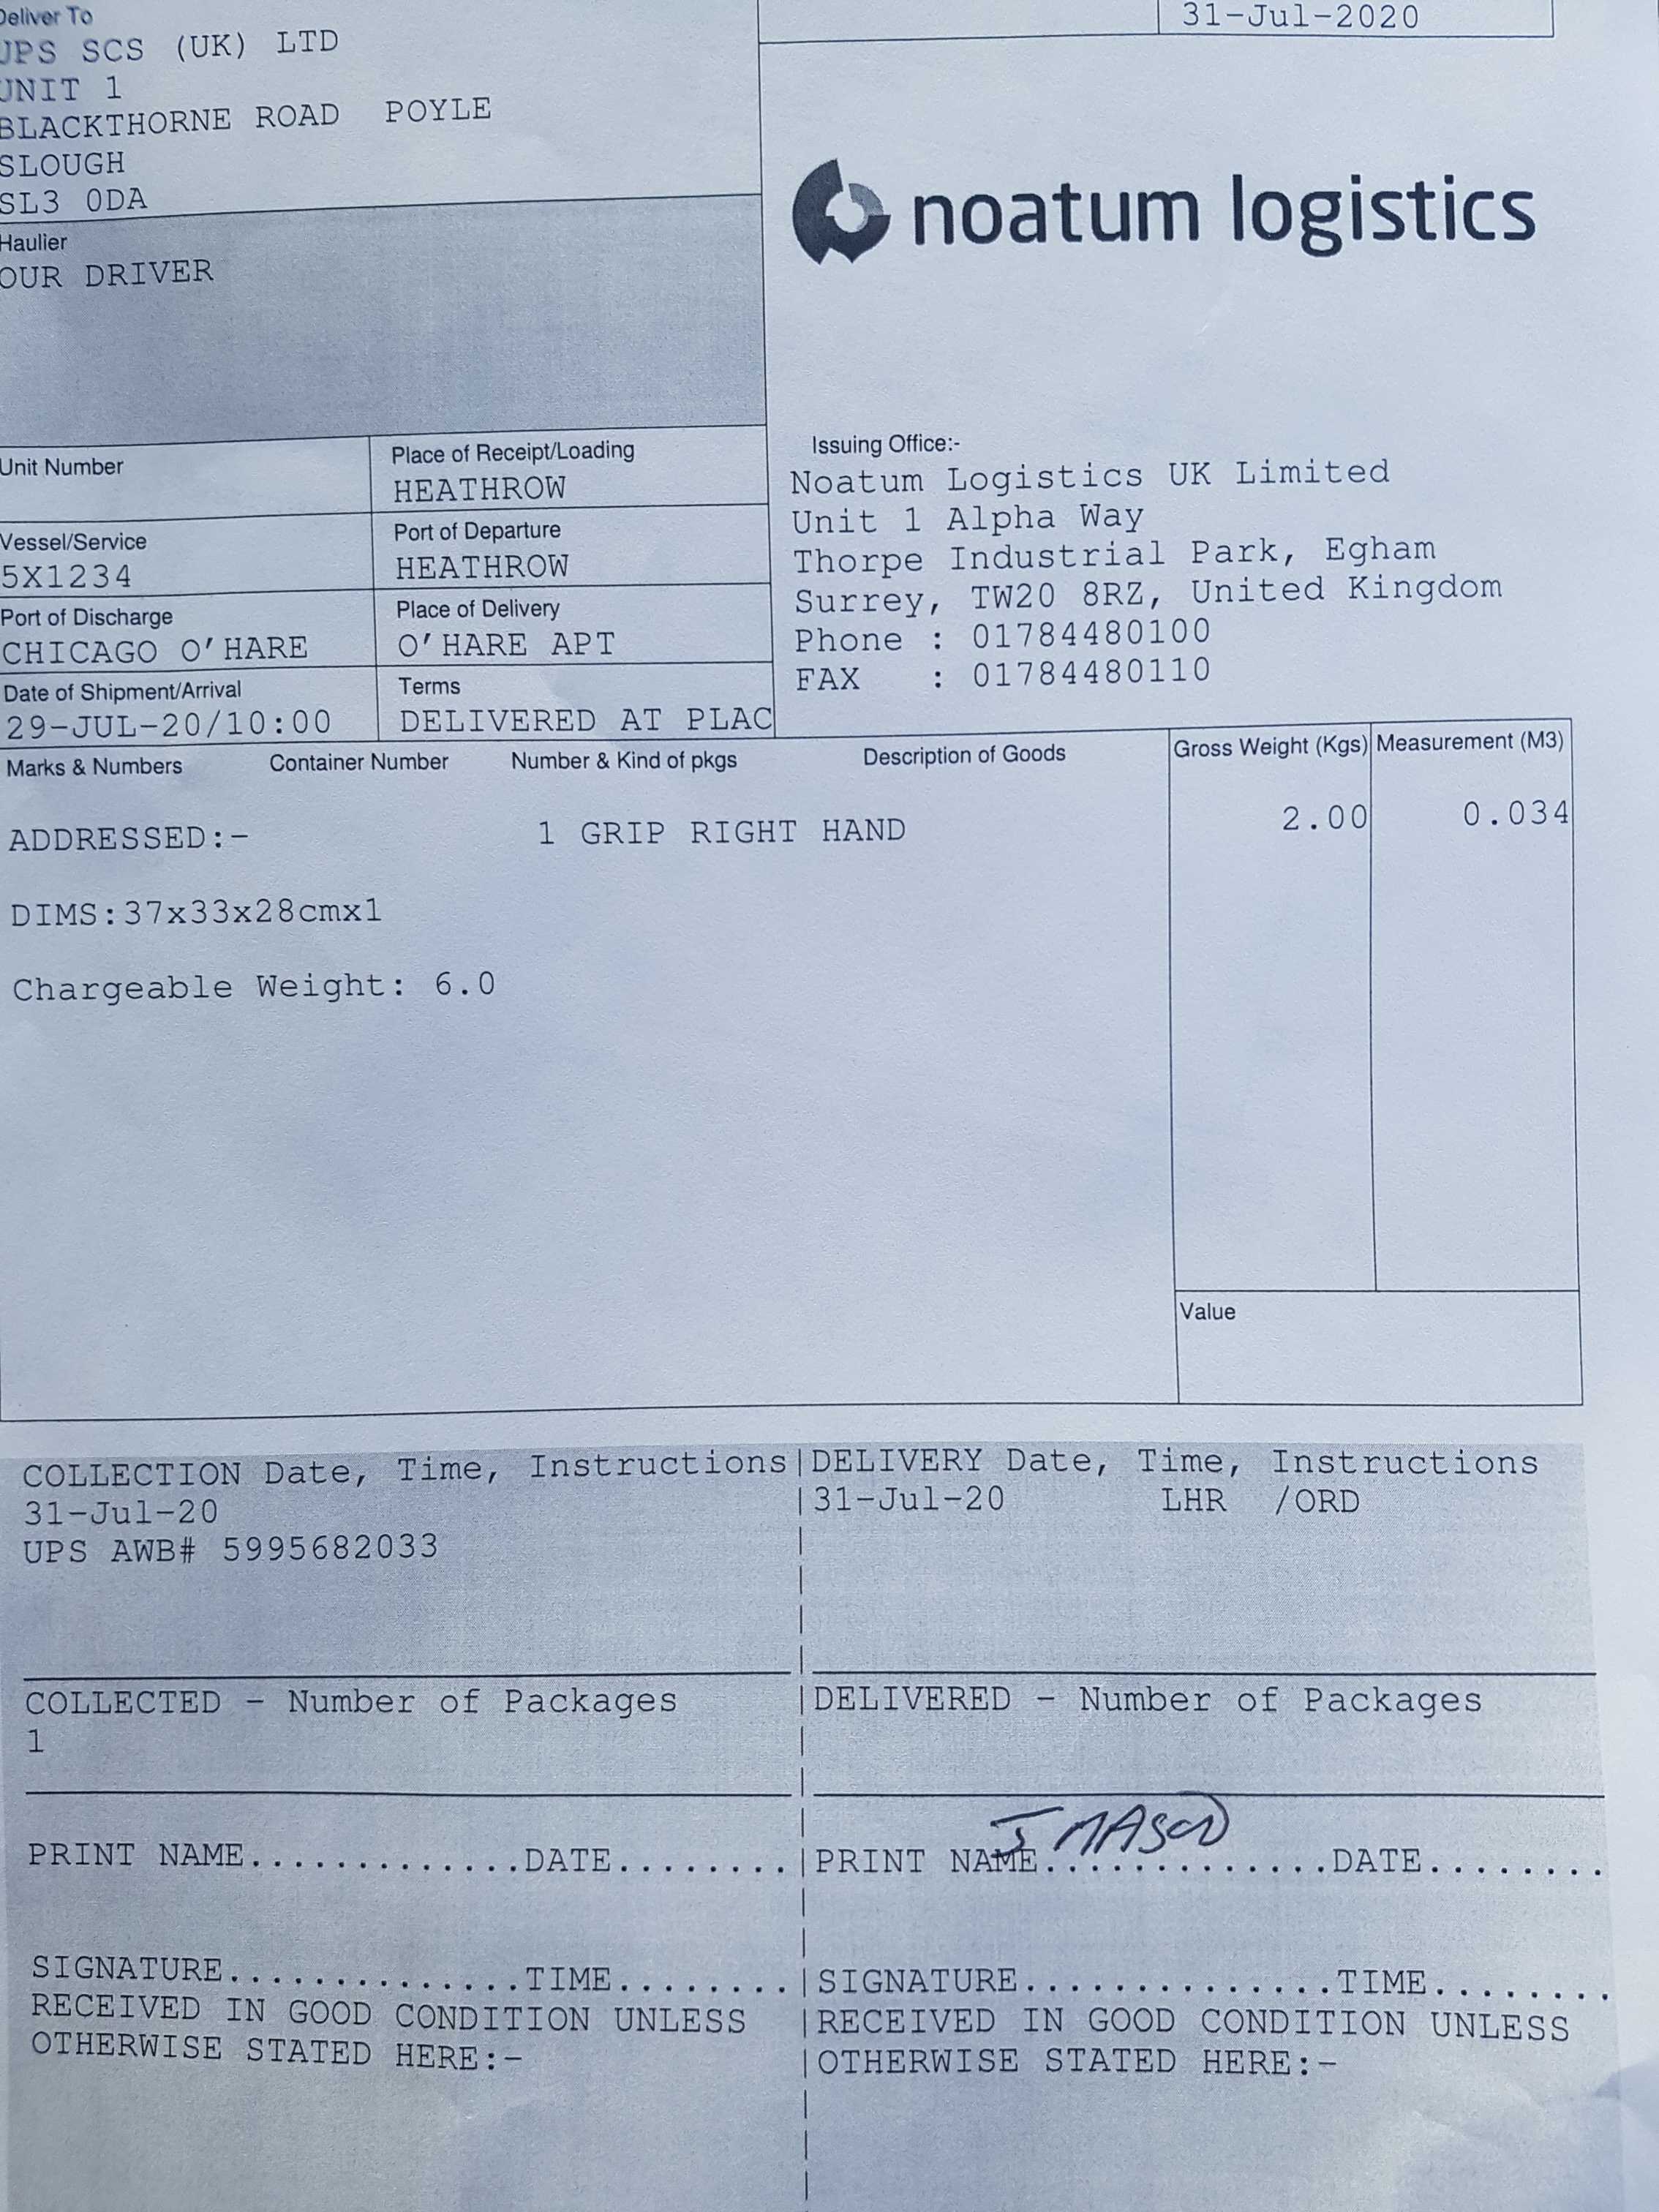 Deliver To
UPS SCS (UK) LTD
UNIT 1
BLACKTHORNE ROAD POYLE
SLOUGH
SL3 0DA
31-Jul-2020
Haulier
OUR DRIVER
noatum logistics
Unit Number
Place of Receipt/Loading
HEATHROW
Vessel/Service
5X1234
Port of Departure
HEATHROW
Port of Discharge
CHICAGO O'HARE
Place of Delivery
O'HARE APT
Date of Shipment/Arrival
29-JUL-20/10:00
Terms
DELIVERED AT PLAC
Issuing Office:-
Noatum Logistics UK Limited
Unit 1 Alpha Way
Thorpe Industrial Park, Egham
Surrey, TW20 8RZ, United Kingdom
Phone : 01784480100
FAX : 01784480110
Marks & Numbers Container Number Number & Kind of pkgs Description of Goods Gross Weight (Kgs) Measurement (M3)
ADDRESSED:- 1 GRIP RIGHT HAND 2.00 0.034
DIMS:37x33x28cmx1
Chargeable Weight: 6.0
Value
COLLECTION Date, Time, Instructions
31-Jul-20
UPS AWB# 5995682033
DELIVERY Date, Time, Instructions
31-Jul-20 LHR /ORD
COLLECTED - Number of Packages
1
DELIVERED - Number of Packages
PRINT NAME.............DATE........
SIGNATURE..............TIME........
RECEIVED IN GOOD CONDITION UNLESS
OTHERWISE STATED HERE:-
J MASON
PRINT NAME..............DATE........
SIGNATURE...............TIME........
RECEIVED IN GOOD CONDITION UNLESS
OTHERWISE STATED HERE:-